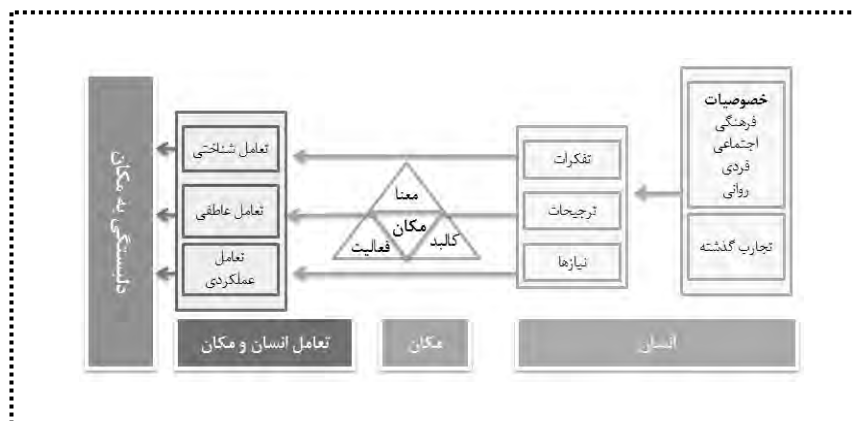 خصوصیات
فرهنگی
اجتماعی
فردی
روانی
تجارب گذشته
تفکرات
ترجیحات
نیازها
معنا
مکان
کالبد
فعالیت
تعامل شناختی
تعامل عاطفی
تعامل
عملکردی
دلبستگی به مکان
انسان
مکان
تعامل انسان و مکان